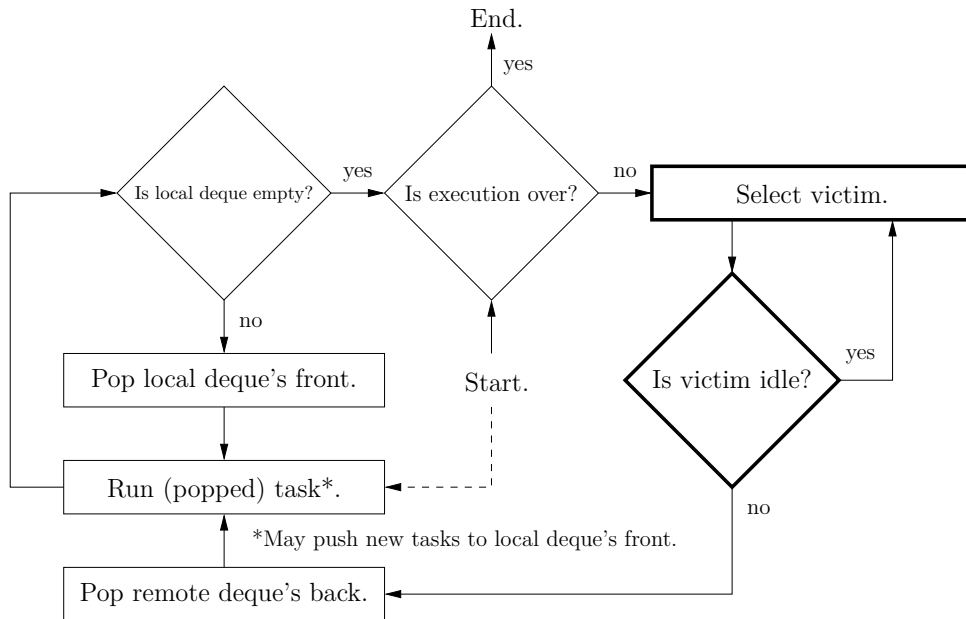 End.
yes
Is local deque empty?
yes
Is execution over?
no
Select victim.
no
Pop local deque's front.
Start.
Is victim idle?
yes
Run (popped) task*.
no
*May push new tasks to local deque's front.
Pop remote deque's back.